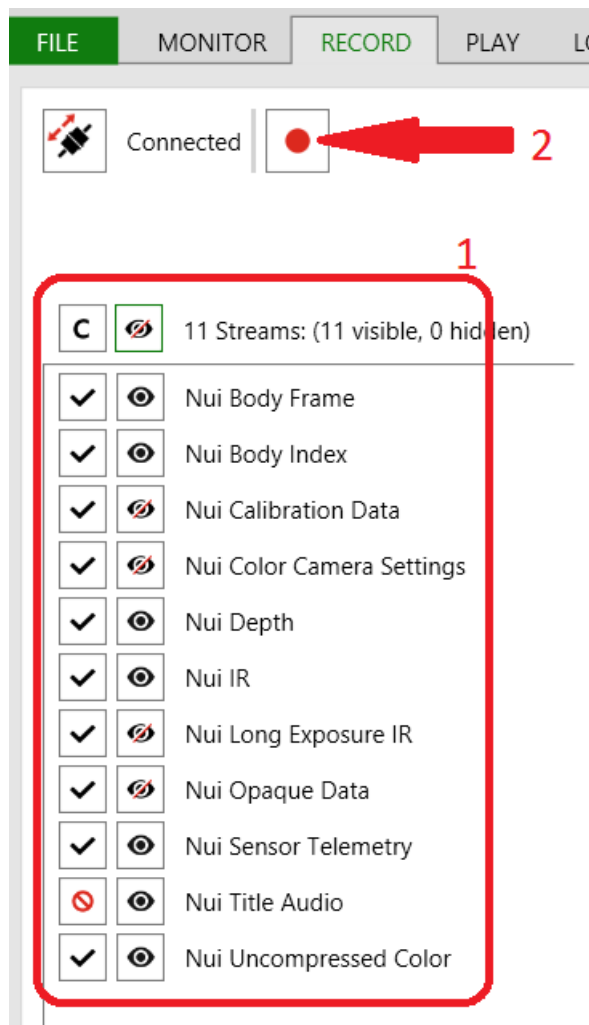 FILE MONITOR RECORD PLAY
Connected
2
1
C 11 Streams: (11 visible, 0 hidden)
Nui Body Frame
Nui Body Index
Nui Calibration Data
Nui Color Camera Settings
Nui Depth
Nui IR
Nui Long Exposure IR
Nui Opaque Data
Nui Sensor Telemetry
Nui Title Audio
Nui Uncompressed Color